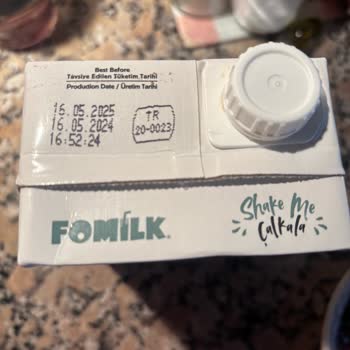 Best Before
Tavsiye Edilen Tüketim Tarihi
Production Date / Üretim Tarihi
16.05.2025
16.05.2024
16:52:24
TR
20-0023
FOMİLK®
Shake Me
Çalkala